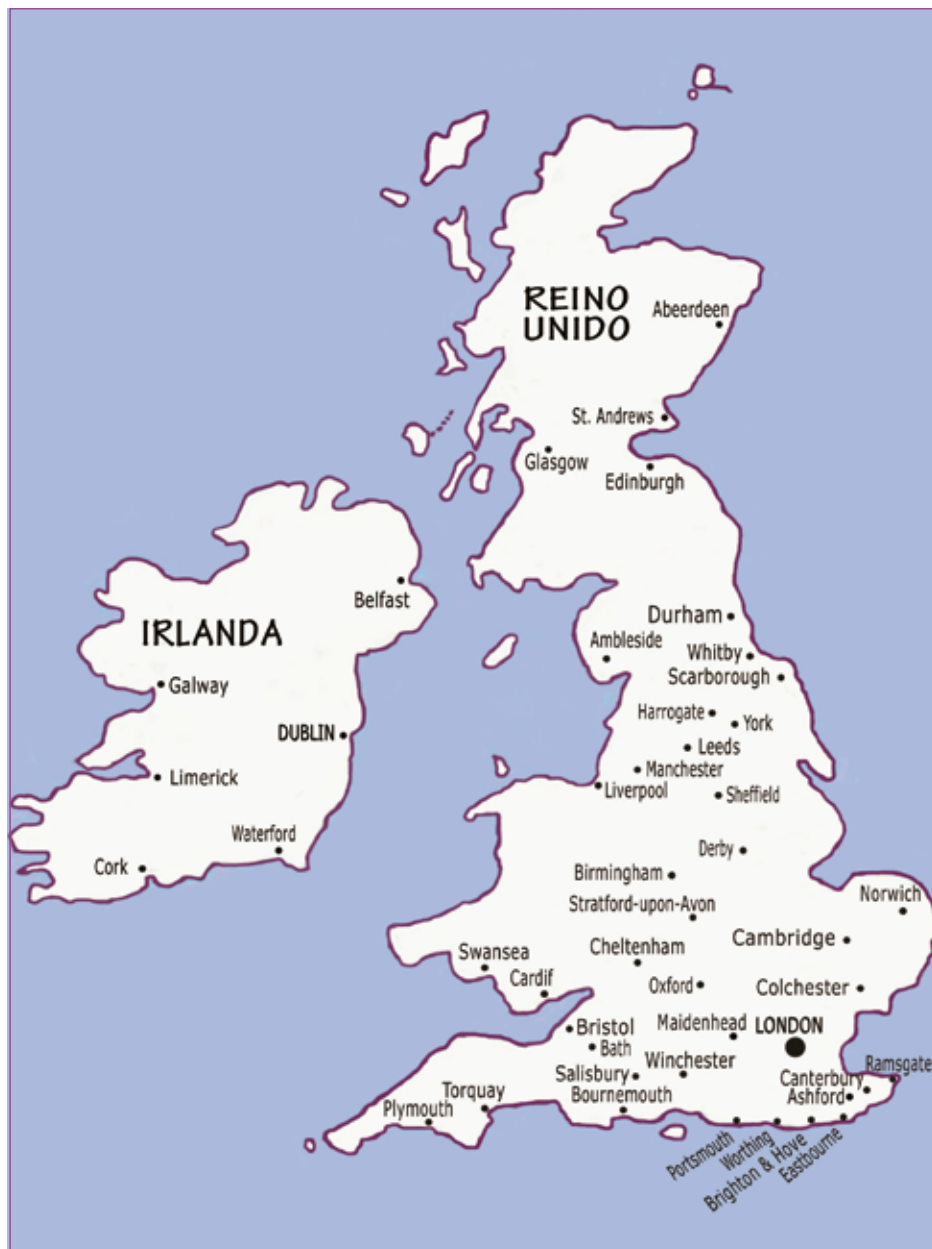 REINO
UNIDO
Abeerdeen
St. Andrews
Glasgow
Edinburgh
Belfast
IRLANDA
Durham
Ambleside
Whitby
Scarborough
Galway
Harrogate
York
DUBLIN
Leeds
Manchester
Limerick
Liverpool
Sheffield
Waterford
Derby
Cork
Birmingham
Norwich
Stratford-upon-Avon
Cambridge
Cheltenham
Swansea
Cardif
Oxford
Colchester
Maidenhead
LONDON
Bristol
Bath
Winchester
Ramsgate
Salisbury
Canterbury
Torquay
Bournemouth
Ashford
Plymouth
Portsmouth
Worthing
Brighton & Hove
Eastbourne